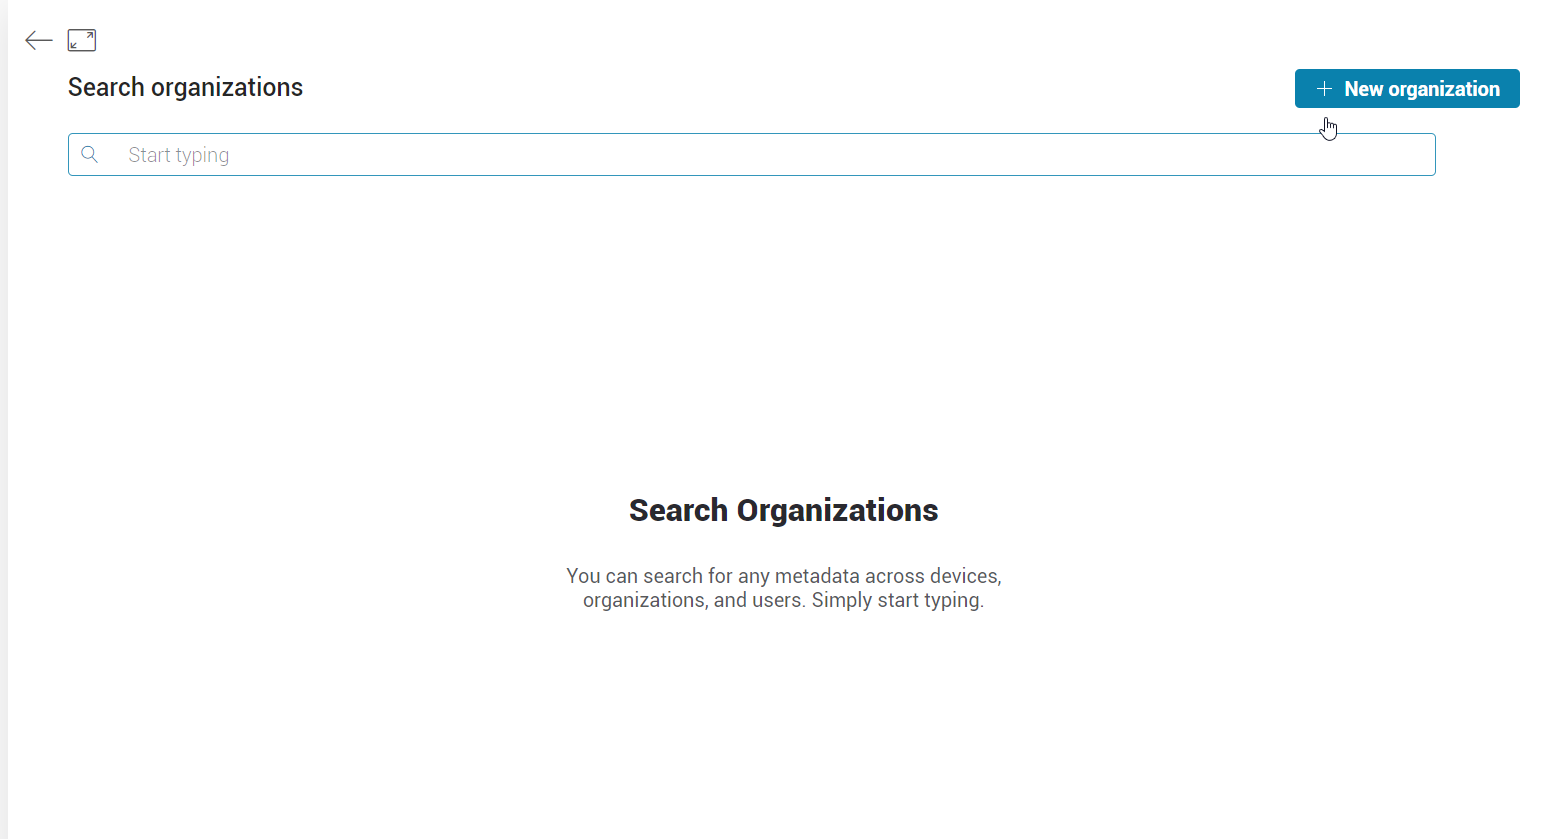 Search organizations
New organization
Start typing
Search Organizations
You can search for any metadata across devices,
organizations, and users. Simply start typing.